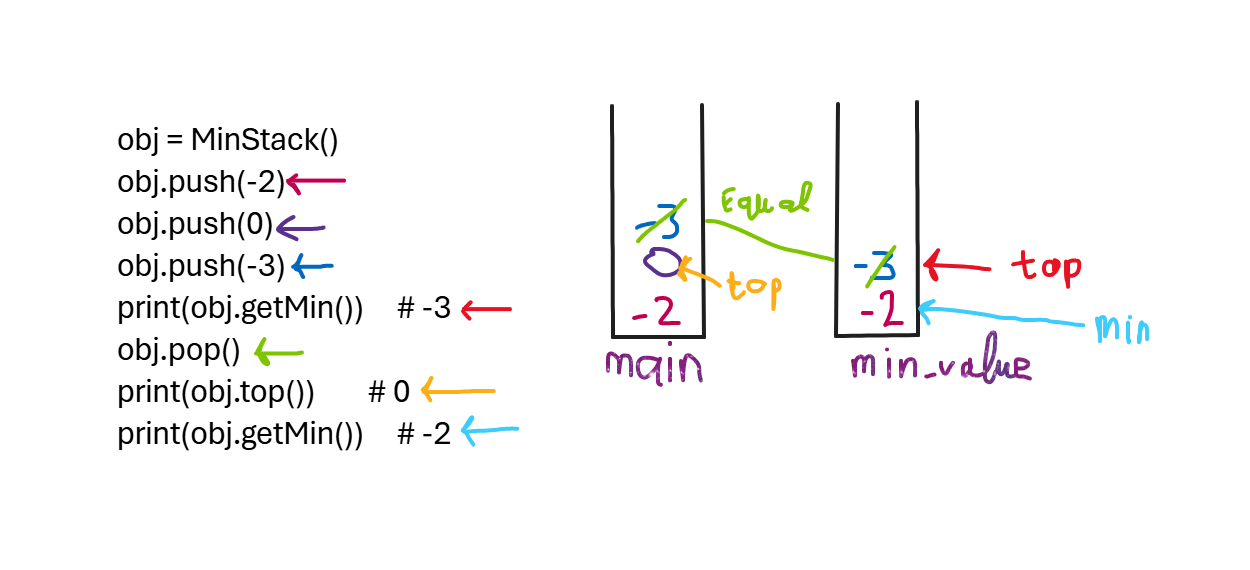 obj = MinStack()
obj.push(-2)
obj.push(0)
obj.push(-3)
print(obj.getMin()) # -3
obj.pop()
print(obj.top()) # 0
print(obj.getMin()) # -2
-3
0
-2
main
Equal
top
-3
-2
min_value
top
min